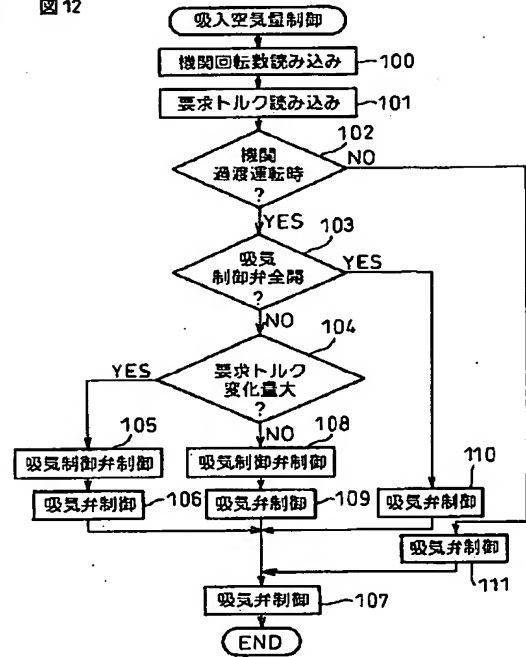 図12
吸入空気量制御
機関回転数読み込み
100
要求トルク読み込み
101
102
機関
過渡運転時
?
NO
YES
103
吸気
制御弁全開
?
YES
NO
104
要求トルク
変化量大
?
YES
NO
105
吸気制御弁制御
108
吸気制御弁制御
110
吸気弁制御
106
吸気弁制御
109
吸気弁制御
吸気弁制御
111
吸気弁制御
107
END